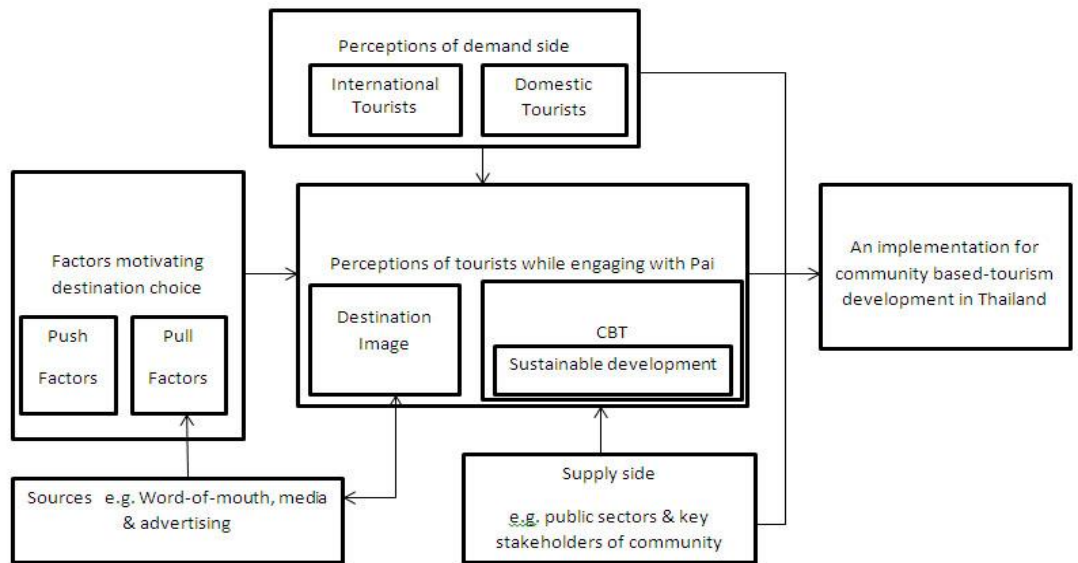 Perceptions of demand side
International
Tourists
Domestic
Tourists
Factors motivating
destination choice
Push
Factors
Pull
Factors
Perceptions of tourists while engaging with Pai
Destination
Image
CBT
Sustainable development
An implementation for
community based-tourism
development in Thailand
Sources e.g. Word-of-mouth, media
& advertising
Supply side
e.g. public sectors & key
stakeholders of community